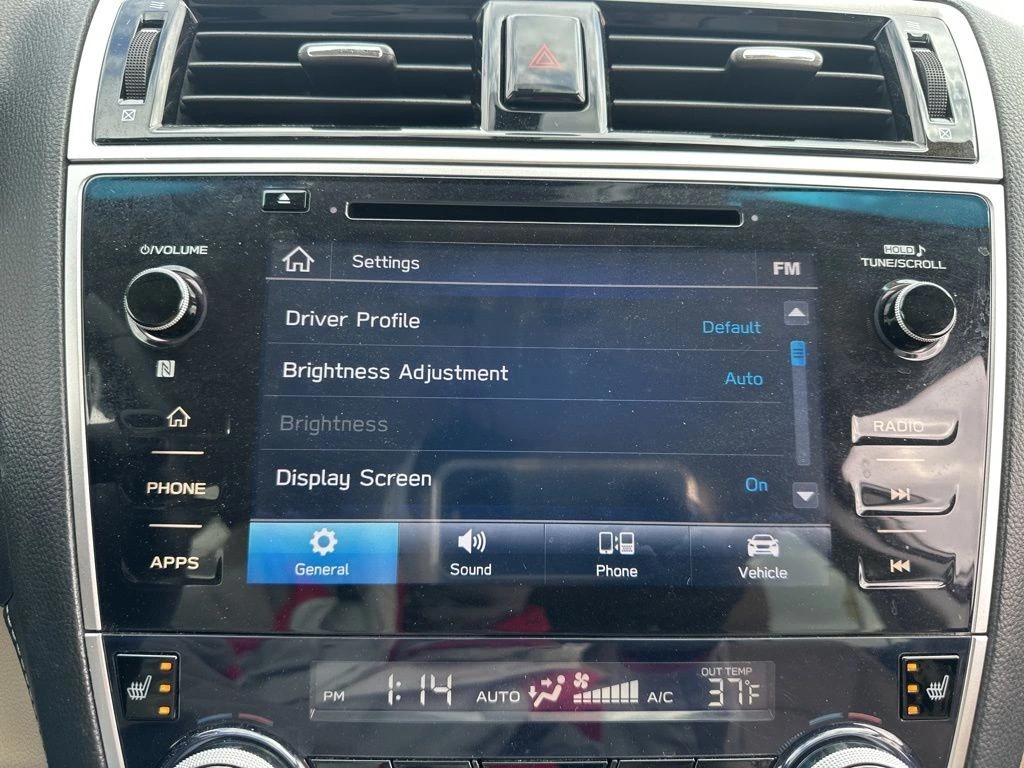 ⏻/VOLUME
HOLD ♪
TUNE/SCROLL
Settings
FM
Driver Profile
Default
Brightness Adjustment
Auto
Brightness
Display Screen
On
General
Sound
Phone
Vehicle
N
PHONE
APPS
RADIO
PM 1:14 AUTO A/C
OUT TEMP
37°F